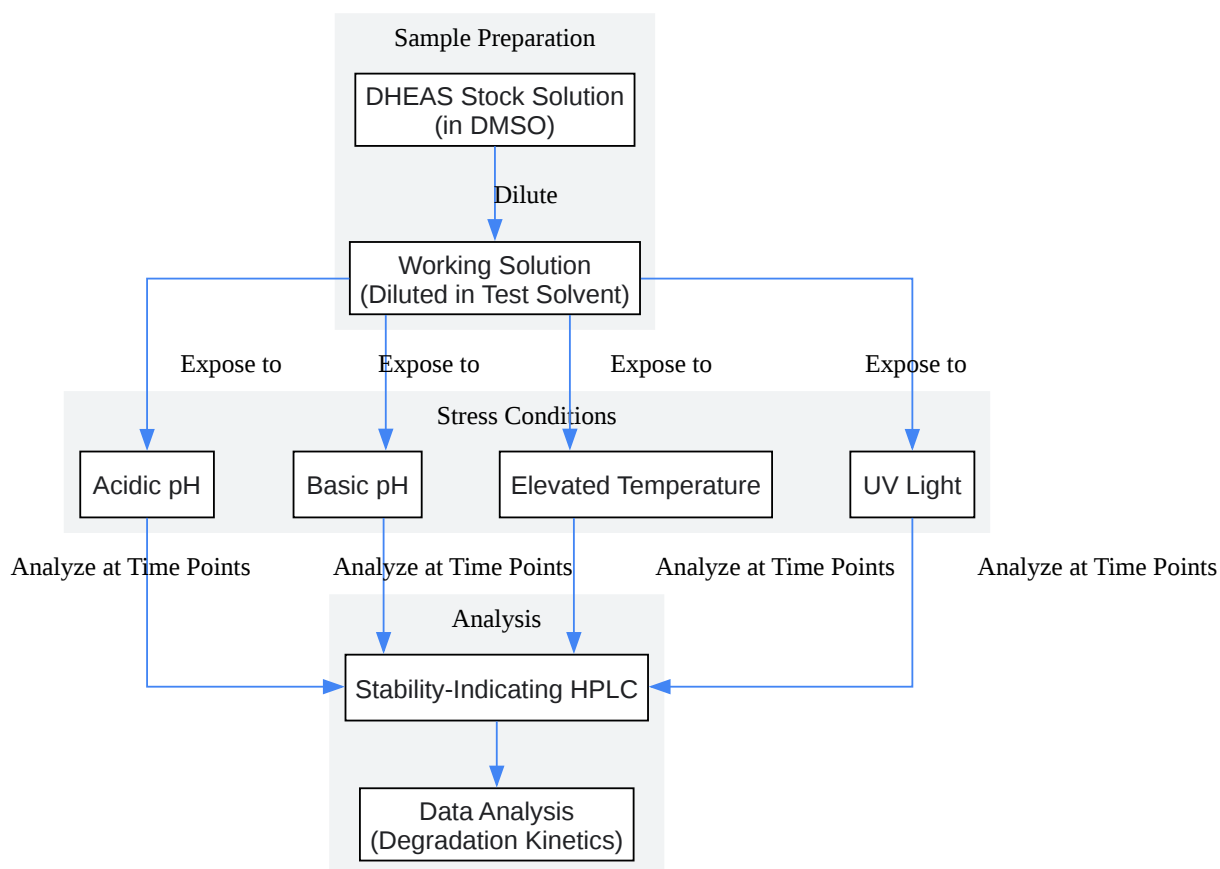 Sample Preparation
DHEAS Stock Solution
(in DMSO)
Dilute
Working Solution
(Diluted in Test Solvent)
Expose to
Expose to
Expose to
Expose to
Stress Conditions
Acidic pH
Basic pH
Elevated Temperature
UV Light
Analyze at Time Points
Analyze at Time Points
Analyze at Time Points
Analyze at Time Points
Analysis
Stability-Indicating HPLC
Data Analysis
(Degradation Kinetics)